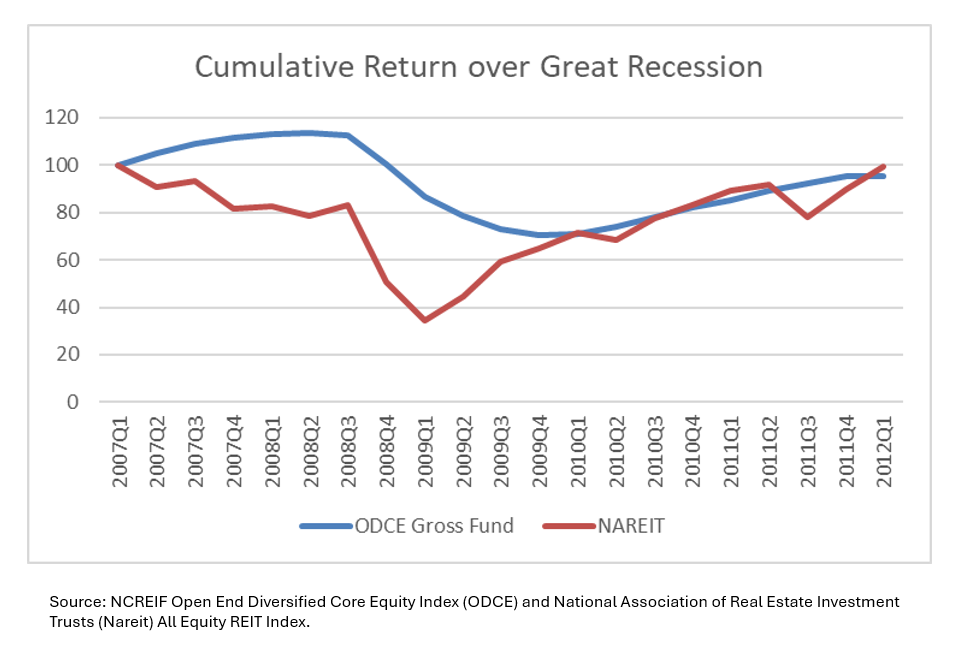 Cumulative Return over Great Recession
120
100
80
60
40
20
0
2007Q1
2007Q2
2007Q3
2007Q4
2008Q1
2008Q2
2008Q3
2008Q4
2009Q1
2009Q2
2009Q3
2009Q4
2010Q1
2010Q2
2010Q3
2010Q4
2011Q1
2011Q2
2011Q3
2011Q4
2012Q1
ODCE Gross Fund
NAREIT
Source: NCREIF Open End Diversified Core Equity Index (ODCE) and National Association of Real Estate Investment
Trusts (Nareit) All Equity REIT Index.